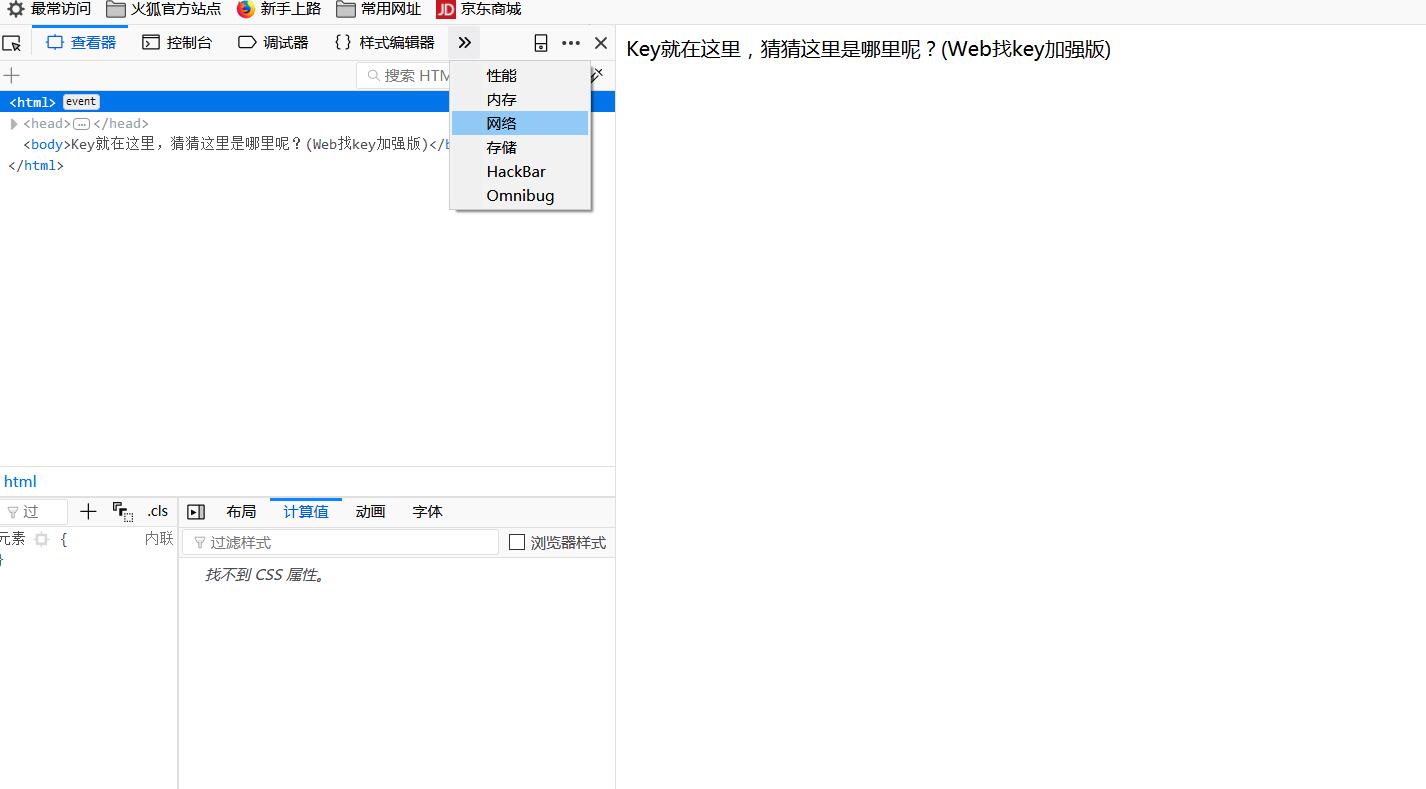 最常访问 火狐官方站点 新手上路 常用网址 JD 京东商城
查看器 控制台 调试器 {} 样式编辑器
Key就在这里，猜猜这里是哪里呢？(Web找key加强版)
搜索 HTM
性能
内存
网络
存储
HackBar
Omnibug
<html> event
<head> … </head>
<body>Key就在这里，猜猜这里是哪里呢？(Web找key加强版)</b
</html>
html
过 .cls 布局 计算值 动画 字体
元素 { 内联
}
过滤样式 浏览器样式
找不到 CSS 属性。